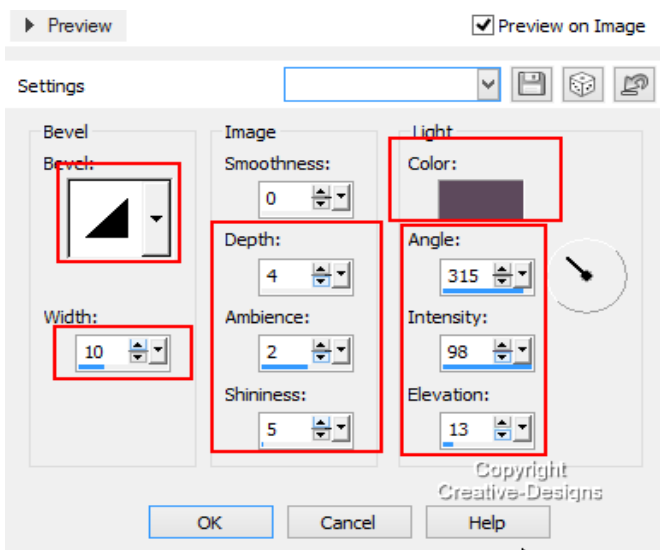 Preview
Preview on Image
Settings
Bevel
Bevel:
Width:
10
Image
Smoothness:
0
Depth:
4
Ambience:
2
Shininess:
5
Light
Color:
Angle:
315
Intensity:
98
Elevation:
13
Copyright
Creative-Designs
OK
Cancel
Help